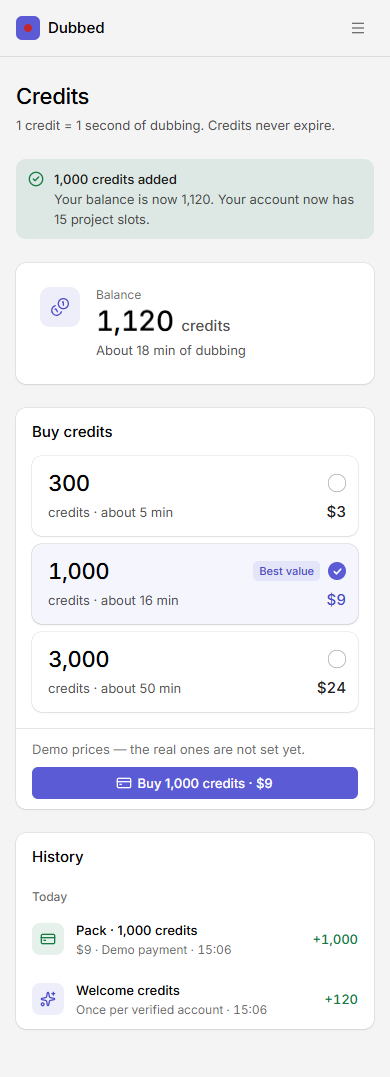 Dubbed
Credits
1 credit = 1 second of dubbing. Credits never expire.
1,000 credits added
Your balance is now 1,120. Your account now has
15 project slots.
Balance
1,120 credits
About 18 min of dubbing
Buy credits
300
credits · about 5 min
$3
1,000
Best value
credits · about 16 min
$9
3,000
credits · about 50 min
$24
Demo prices — the real ones are not set yet.
Buy 1,000 credits · $9
History
Today
Pack · 1,000 credits
$9 · Demo payment · 15:06
+1,000
Welcome credits
Once per verified account · 15:06
+120